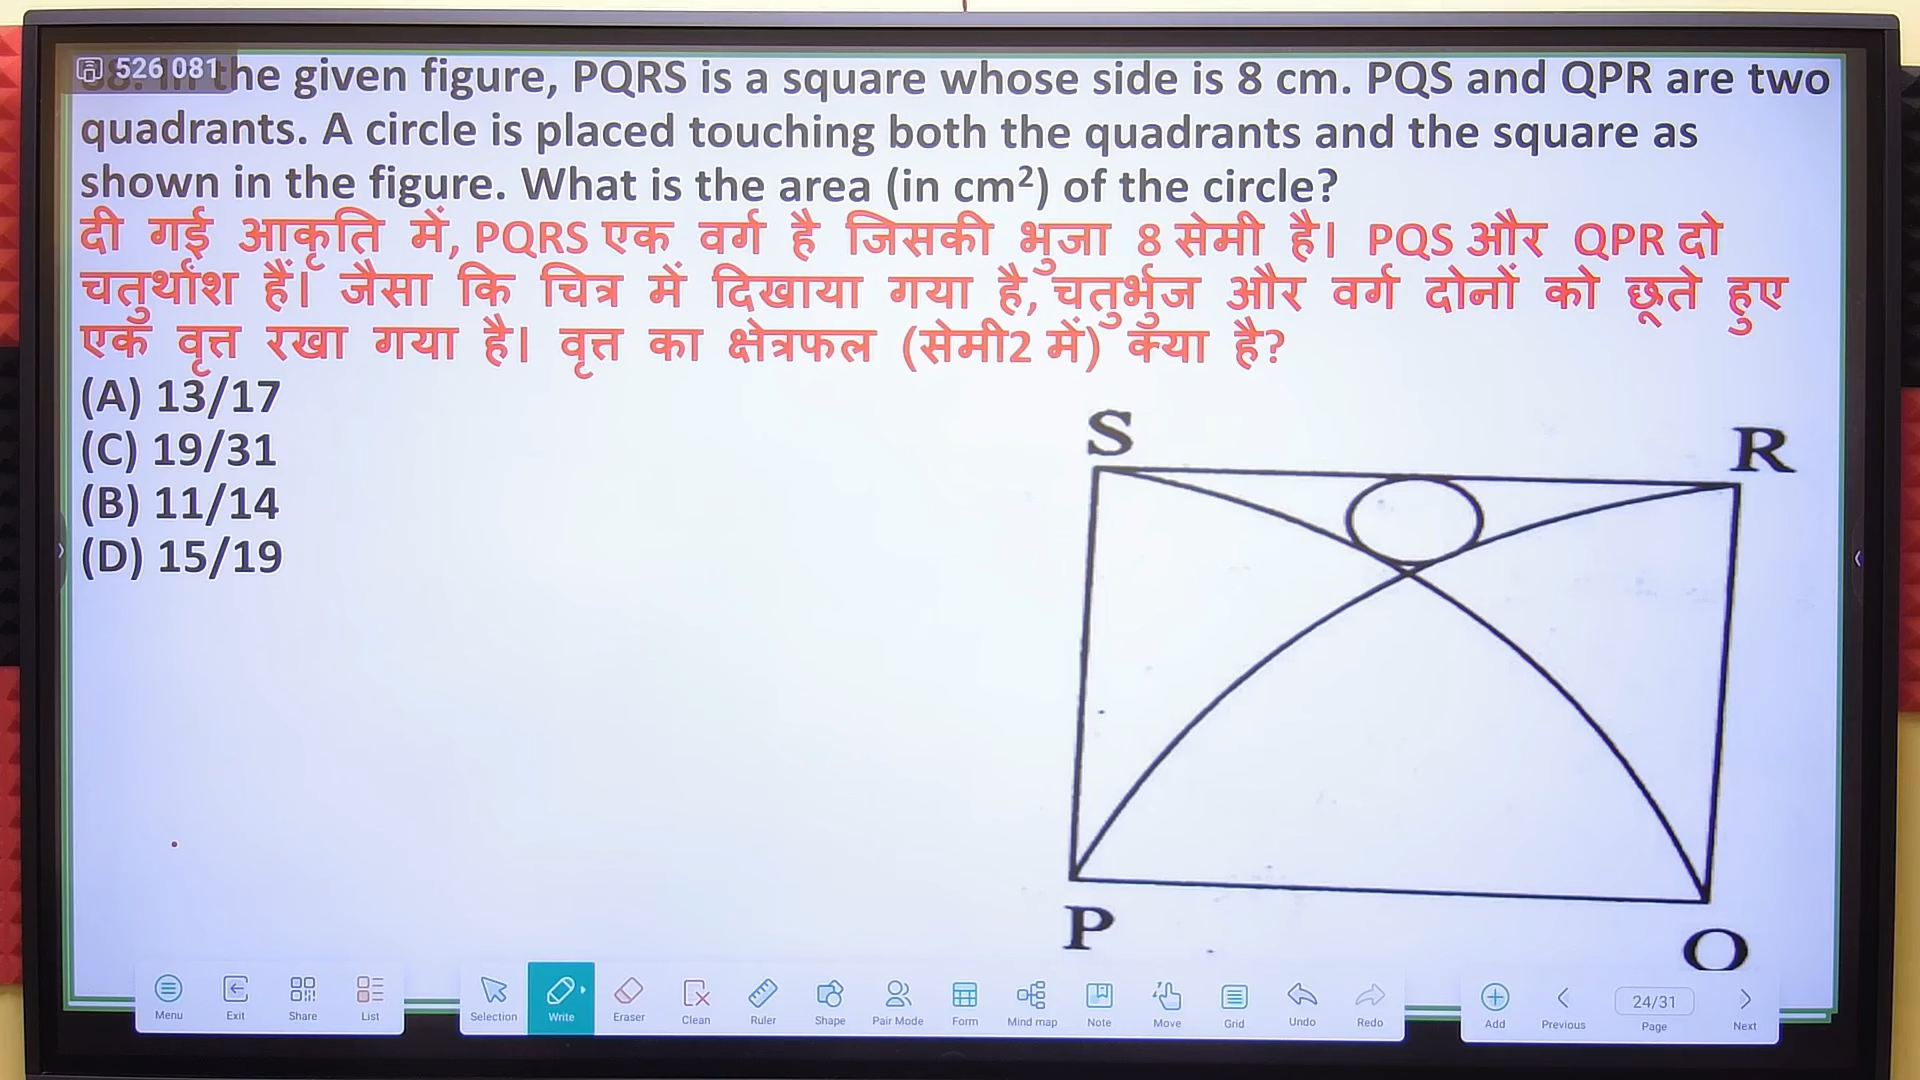 526 081
the given figure, PQRS is a square whose side is 8 cm. PQS and QPR are two
quadrants. A circle is placed touching both the quadrants and the square as
shown in the figure. What is the area (in cm²) of the circle?
दी गई आकृति में, PQRS एक वर्ग है जिसकी भुजा 8 सेमी है। PQS और QPR दो
चतुर्थांश हैं। जैसा कि चित्र में दिखाया गया है, चतुर्भुज और वर्ग दोनों को छूते हुए
एक वृत्त रखा गया है। वृत्त का क्षेत्रफल (सेमी2 में) क्या है?
(A) 13/17
(C) 19/31
(B) 11/14
(D) 15/19
S
R
P
Q
Menu
Exit
Share
List
Selection
Write
Eraser
Clean
Ruler
Shape
Pair Mode
Form
Mind map
Note
Move
Grid
Undo
Redo
Add
Previous
24/31
Page
Next